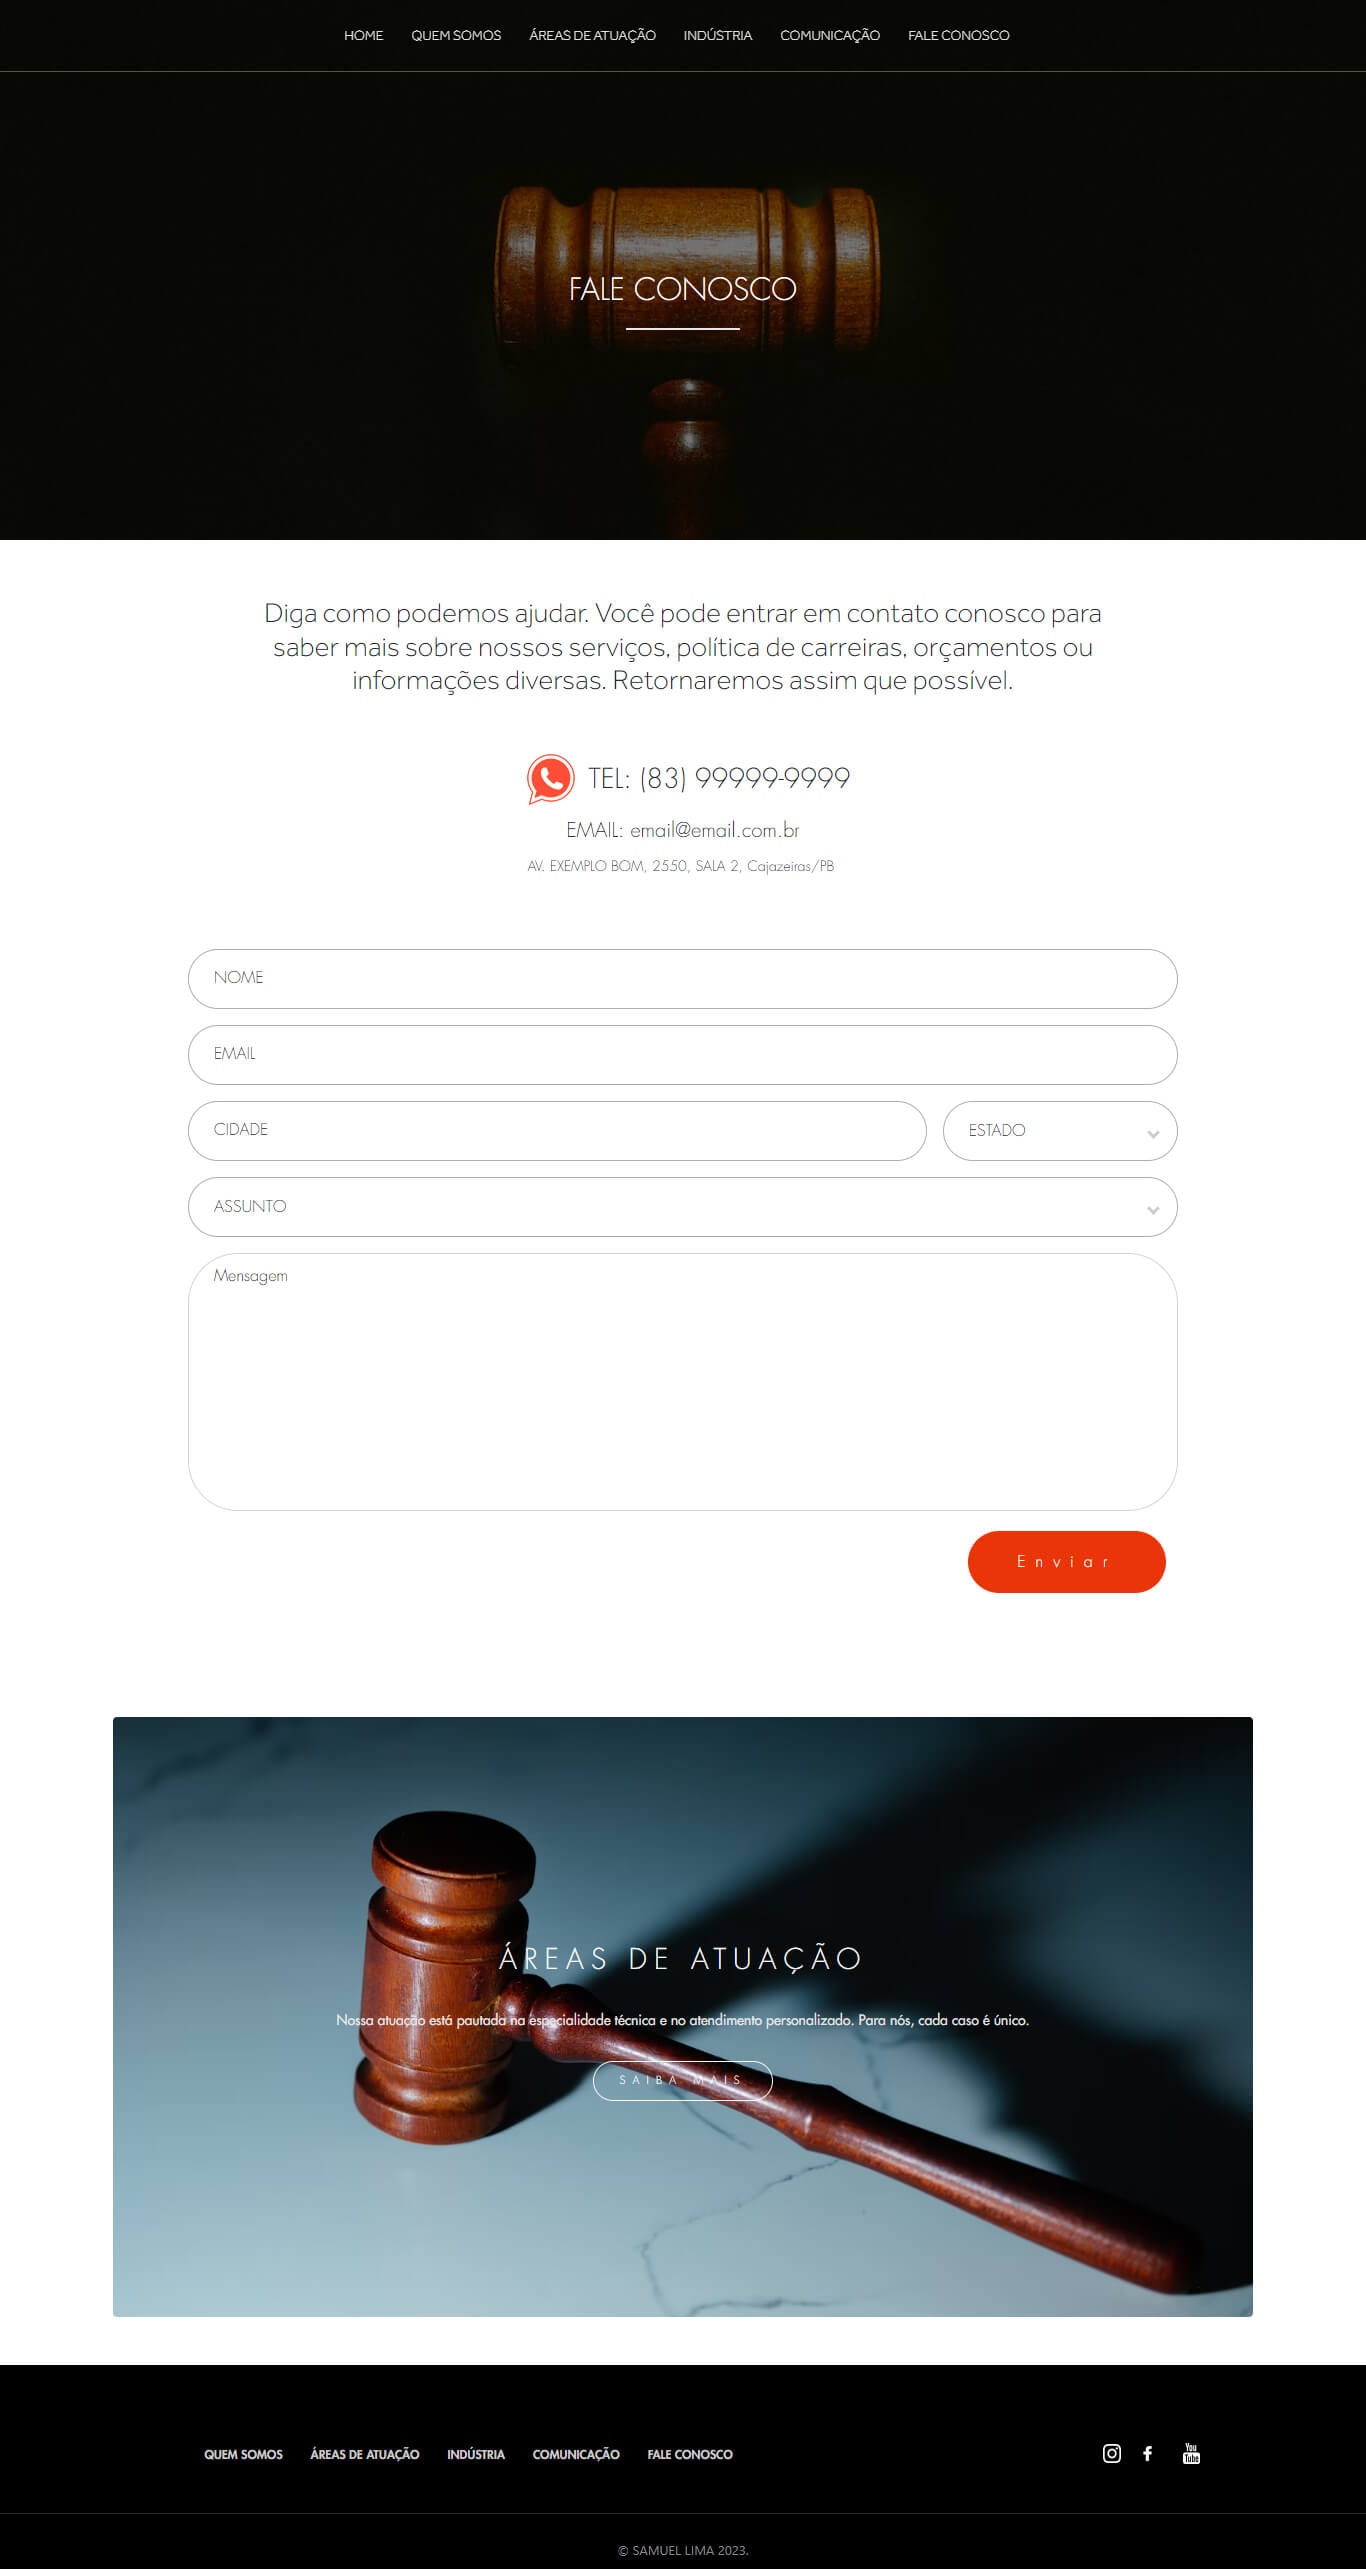 HOME QUEM SOMOS ÁREAS DE ATUAÇÃO INDÚSTRIA COMUNICAÇÃO FALE CONOSCO
FALE CONOSCO
Diga como podemos ajudar. Você pode entrar em contato conosco para
saber mais sobre nossos serviços, política de carreiras, orçamentos ou
informações diversas. Retornaremos assim que possível.
TEL: (83) 99999-9999
EMAIL: email@email.com.br
AV. EXEMPLO BOM, 2550, SALA 2, Cajazeiras/PB
NOME
EMAIL
CIDADE ESTADO
ASSUNTO
Mensagem
Enviar
ÁREAS DE ATUAÇÃO
Nossa atuação está pautada na especialidade técnica e no atendimento personalizado. Para nós, cada caso é único.
SAIBA MAIS
QUEM SOMOS ÁREAS DE ATUAÇÃO INDÚSTRIA COMUNICAÇÃO FALE CONOSCO You Tube
© SAMUEL LIMA 2023.